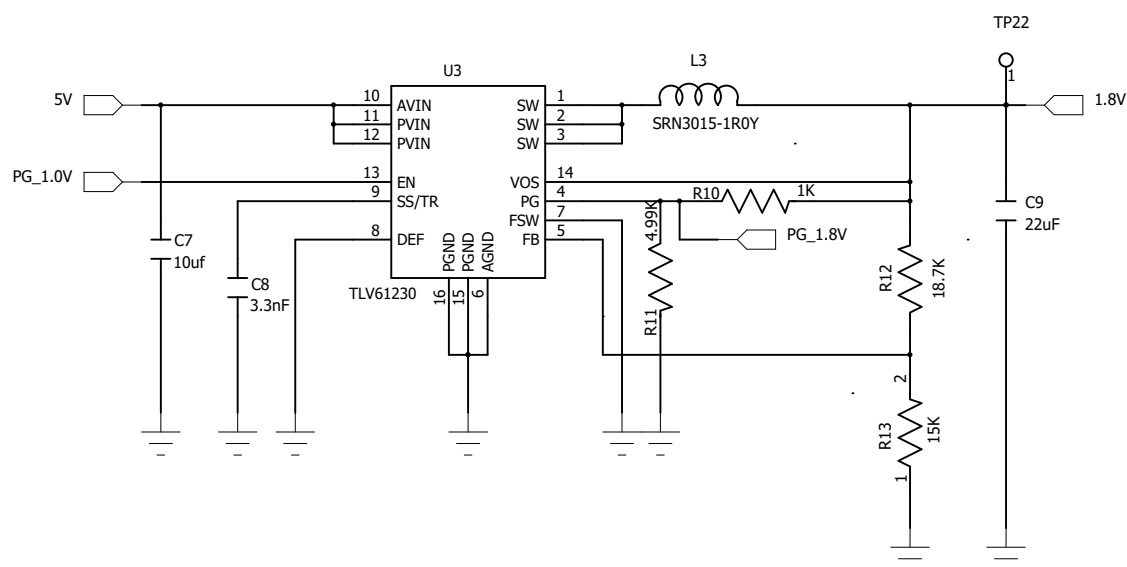 TP22
1
U3
L3
SRN3015-1R0Y
5V
1.8V
PG_1.0V
10
11
12
13
9
8
AVIN
PVIN
PVIN
EN
SS/TR
DEF
SW
SW
SW
VOS
PG
FSW
FB
1
2
3
14
4
7
5
PGND
PGND
AGND
16
15
6
TLV61230
C7
10uf
C8
3.3nF
R10
1K
PG_1.8V
4.99K
R11
R12
18.7K
2
R13
15K
1
C9
22uF